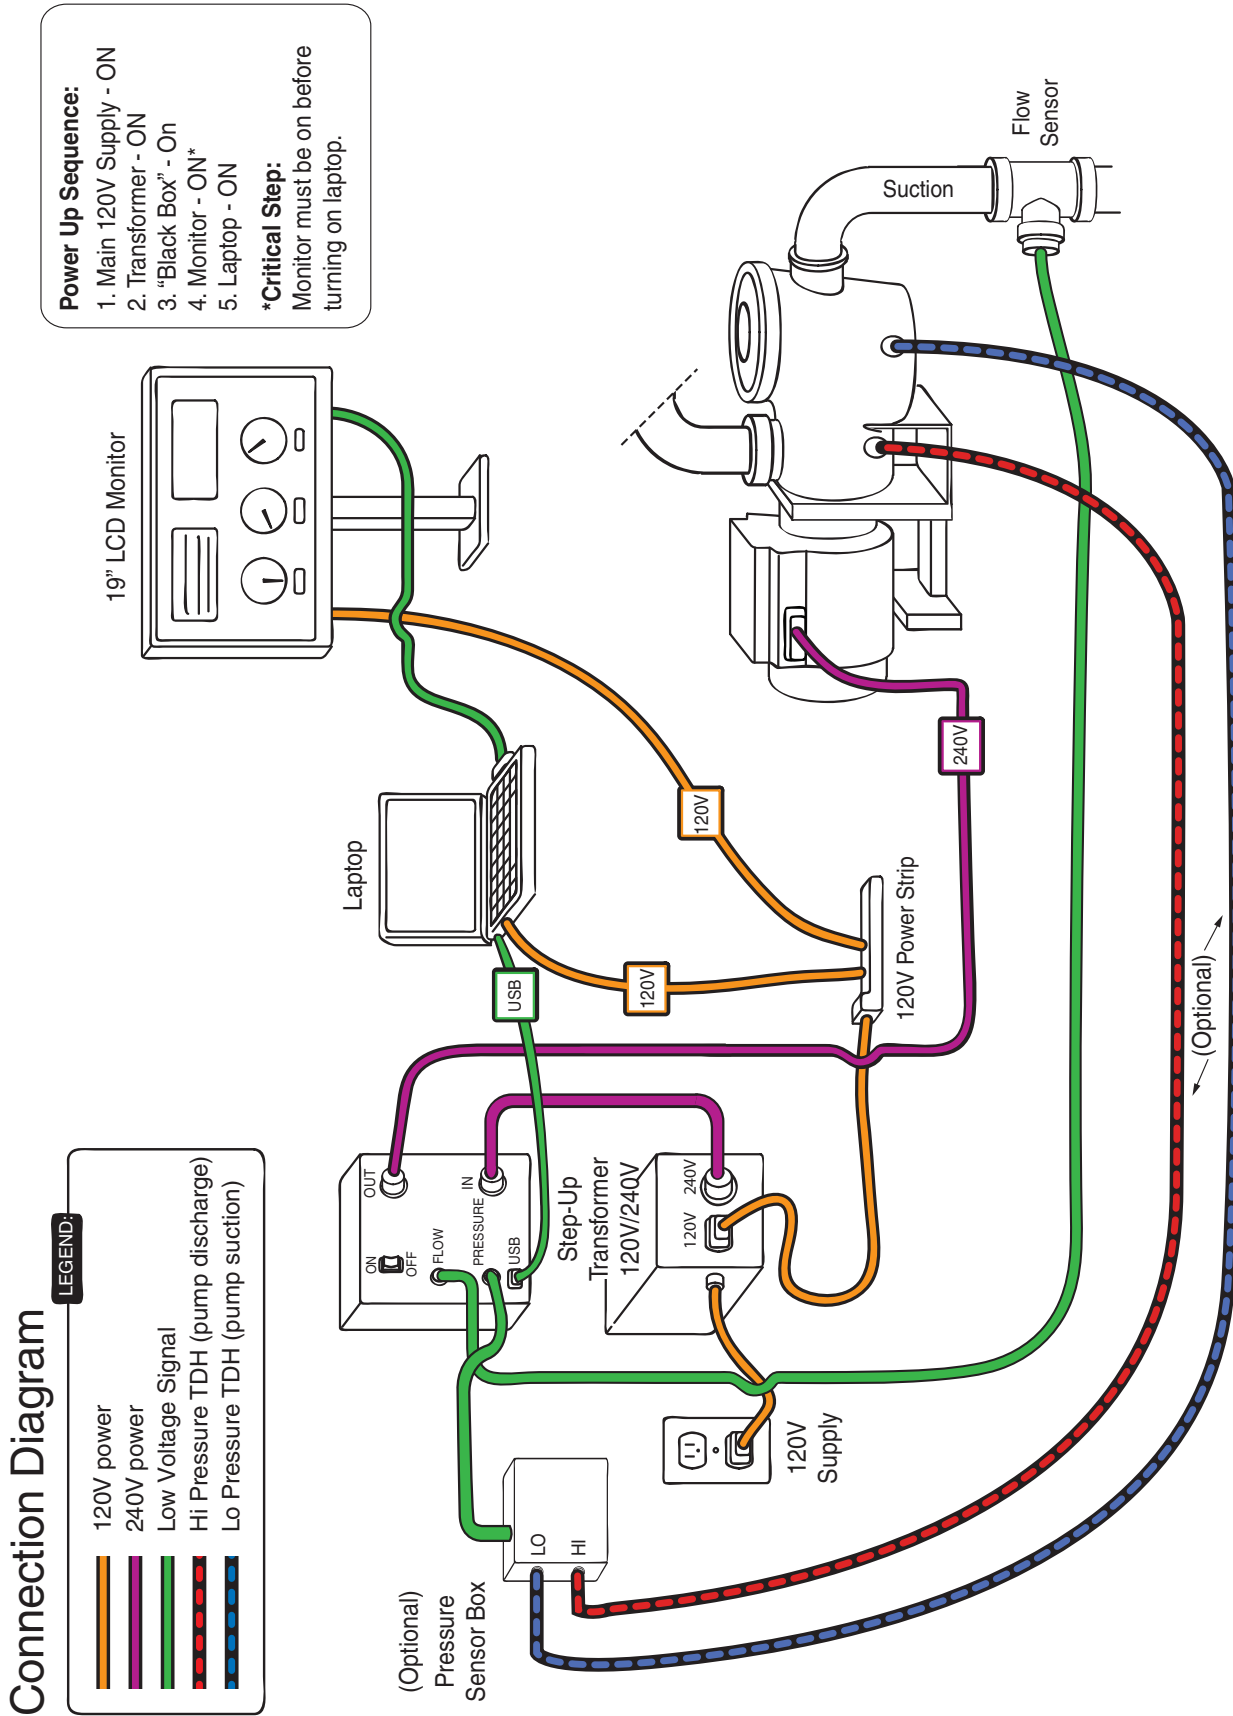 Connection Diagram
LEGEND:
120V power
240V power
Low Voltage Signal
Hi Pressure TDH (pump discharge)
Lo Pressure TDH (pump suction)
Power Up Sequence:
1. Main 120V Supply - ON
2. Transformer - ON
3. “Black Box” - On
4. Monitor - ON*
5. Laptop - ON
*Critical Step:
Monitor must be on before
turning on laptop.
19” LCD Monitor
Laptop
USB
120V
120V
ON
OFF
OUT
FLOW
IN
PRESSURE
USB
Step-Up
Transformer
120V/240V
120V
240V
120V Power Strip
240V
Suction
Flow
Sensor
(Optional)
Pressure
Sensor Box
LO
HI
120V
Supply
(Optional)